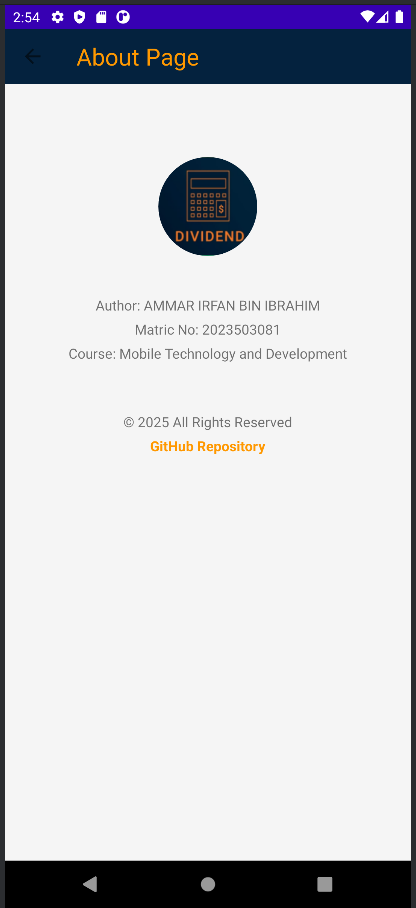 2:54
About Page
$
DIVIDEND
Author: AMMAR IRFAN BIN IBRAHIM
Matric No: 2023503081
Course: Mobile Technology and Development
© 2025 All Rights Reserved
GitHub Repository